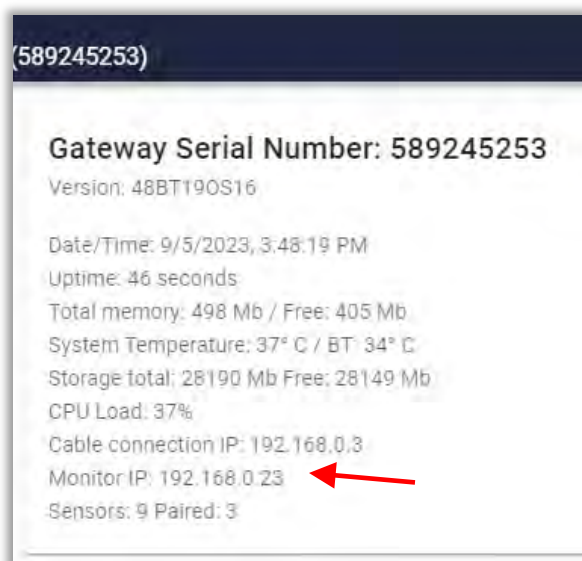 (589245253)
Gateway Serial Number: 589245253
Version: 48BT19OS16
Date/Time: 9/5/2023, 3:48:19 PM
Uptime: 46 seconds
Total memory: 498 Mb / Free: 405 Mb
System Temperature: 37° C / BT: 34° C
Storage total: 28190 Mb Free: 28149 Mb
CPU Load: 37%
Cable connection IP: 192.168.0.3
Monitor IP: 192.168.0.23
Sensors: 9 Paired: 3